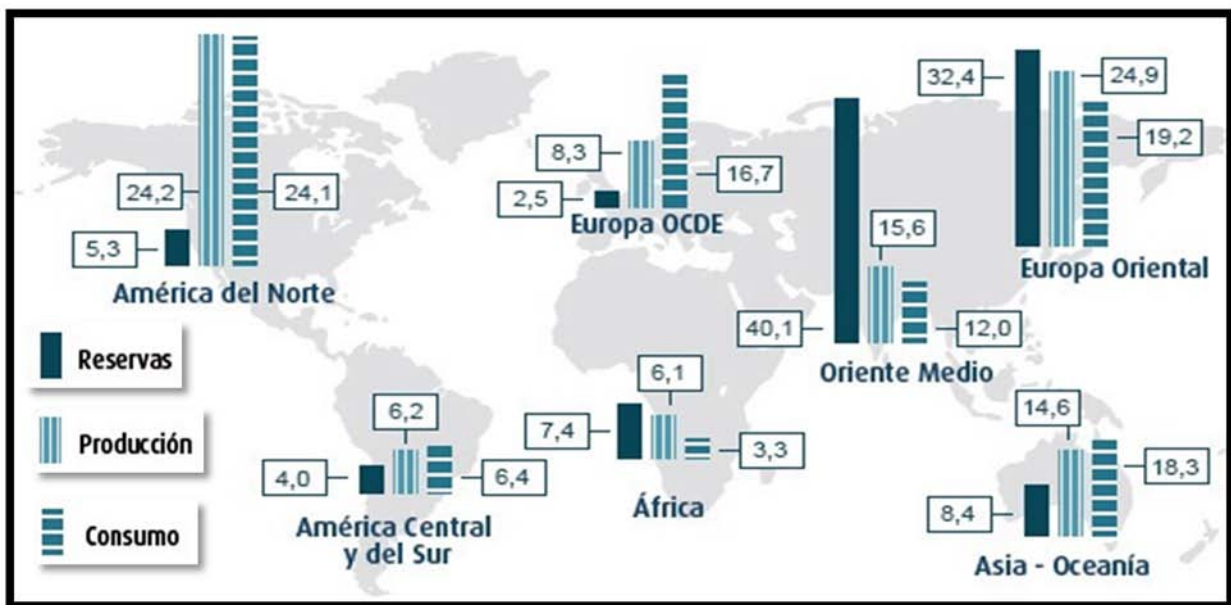 24,2
24,1
5,3
América del Norte
8,3
2,5
16,7
Europa OCDE
32,4
24,9
19,2
Europa Oriental
15,6
40,1
12,0
Oriente Medio
Reservas
Producción
Consumo
6,2
4,0
6,4
América Central
y del Sur
6,1
7,4
3,3
África
14,6
18,3
8,4
Asia - Oceanía